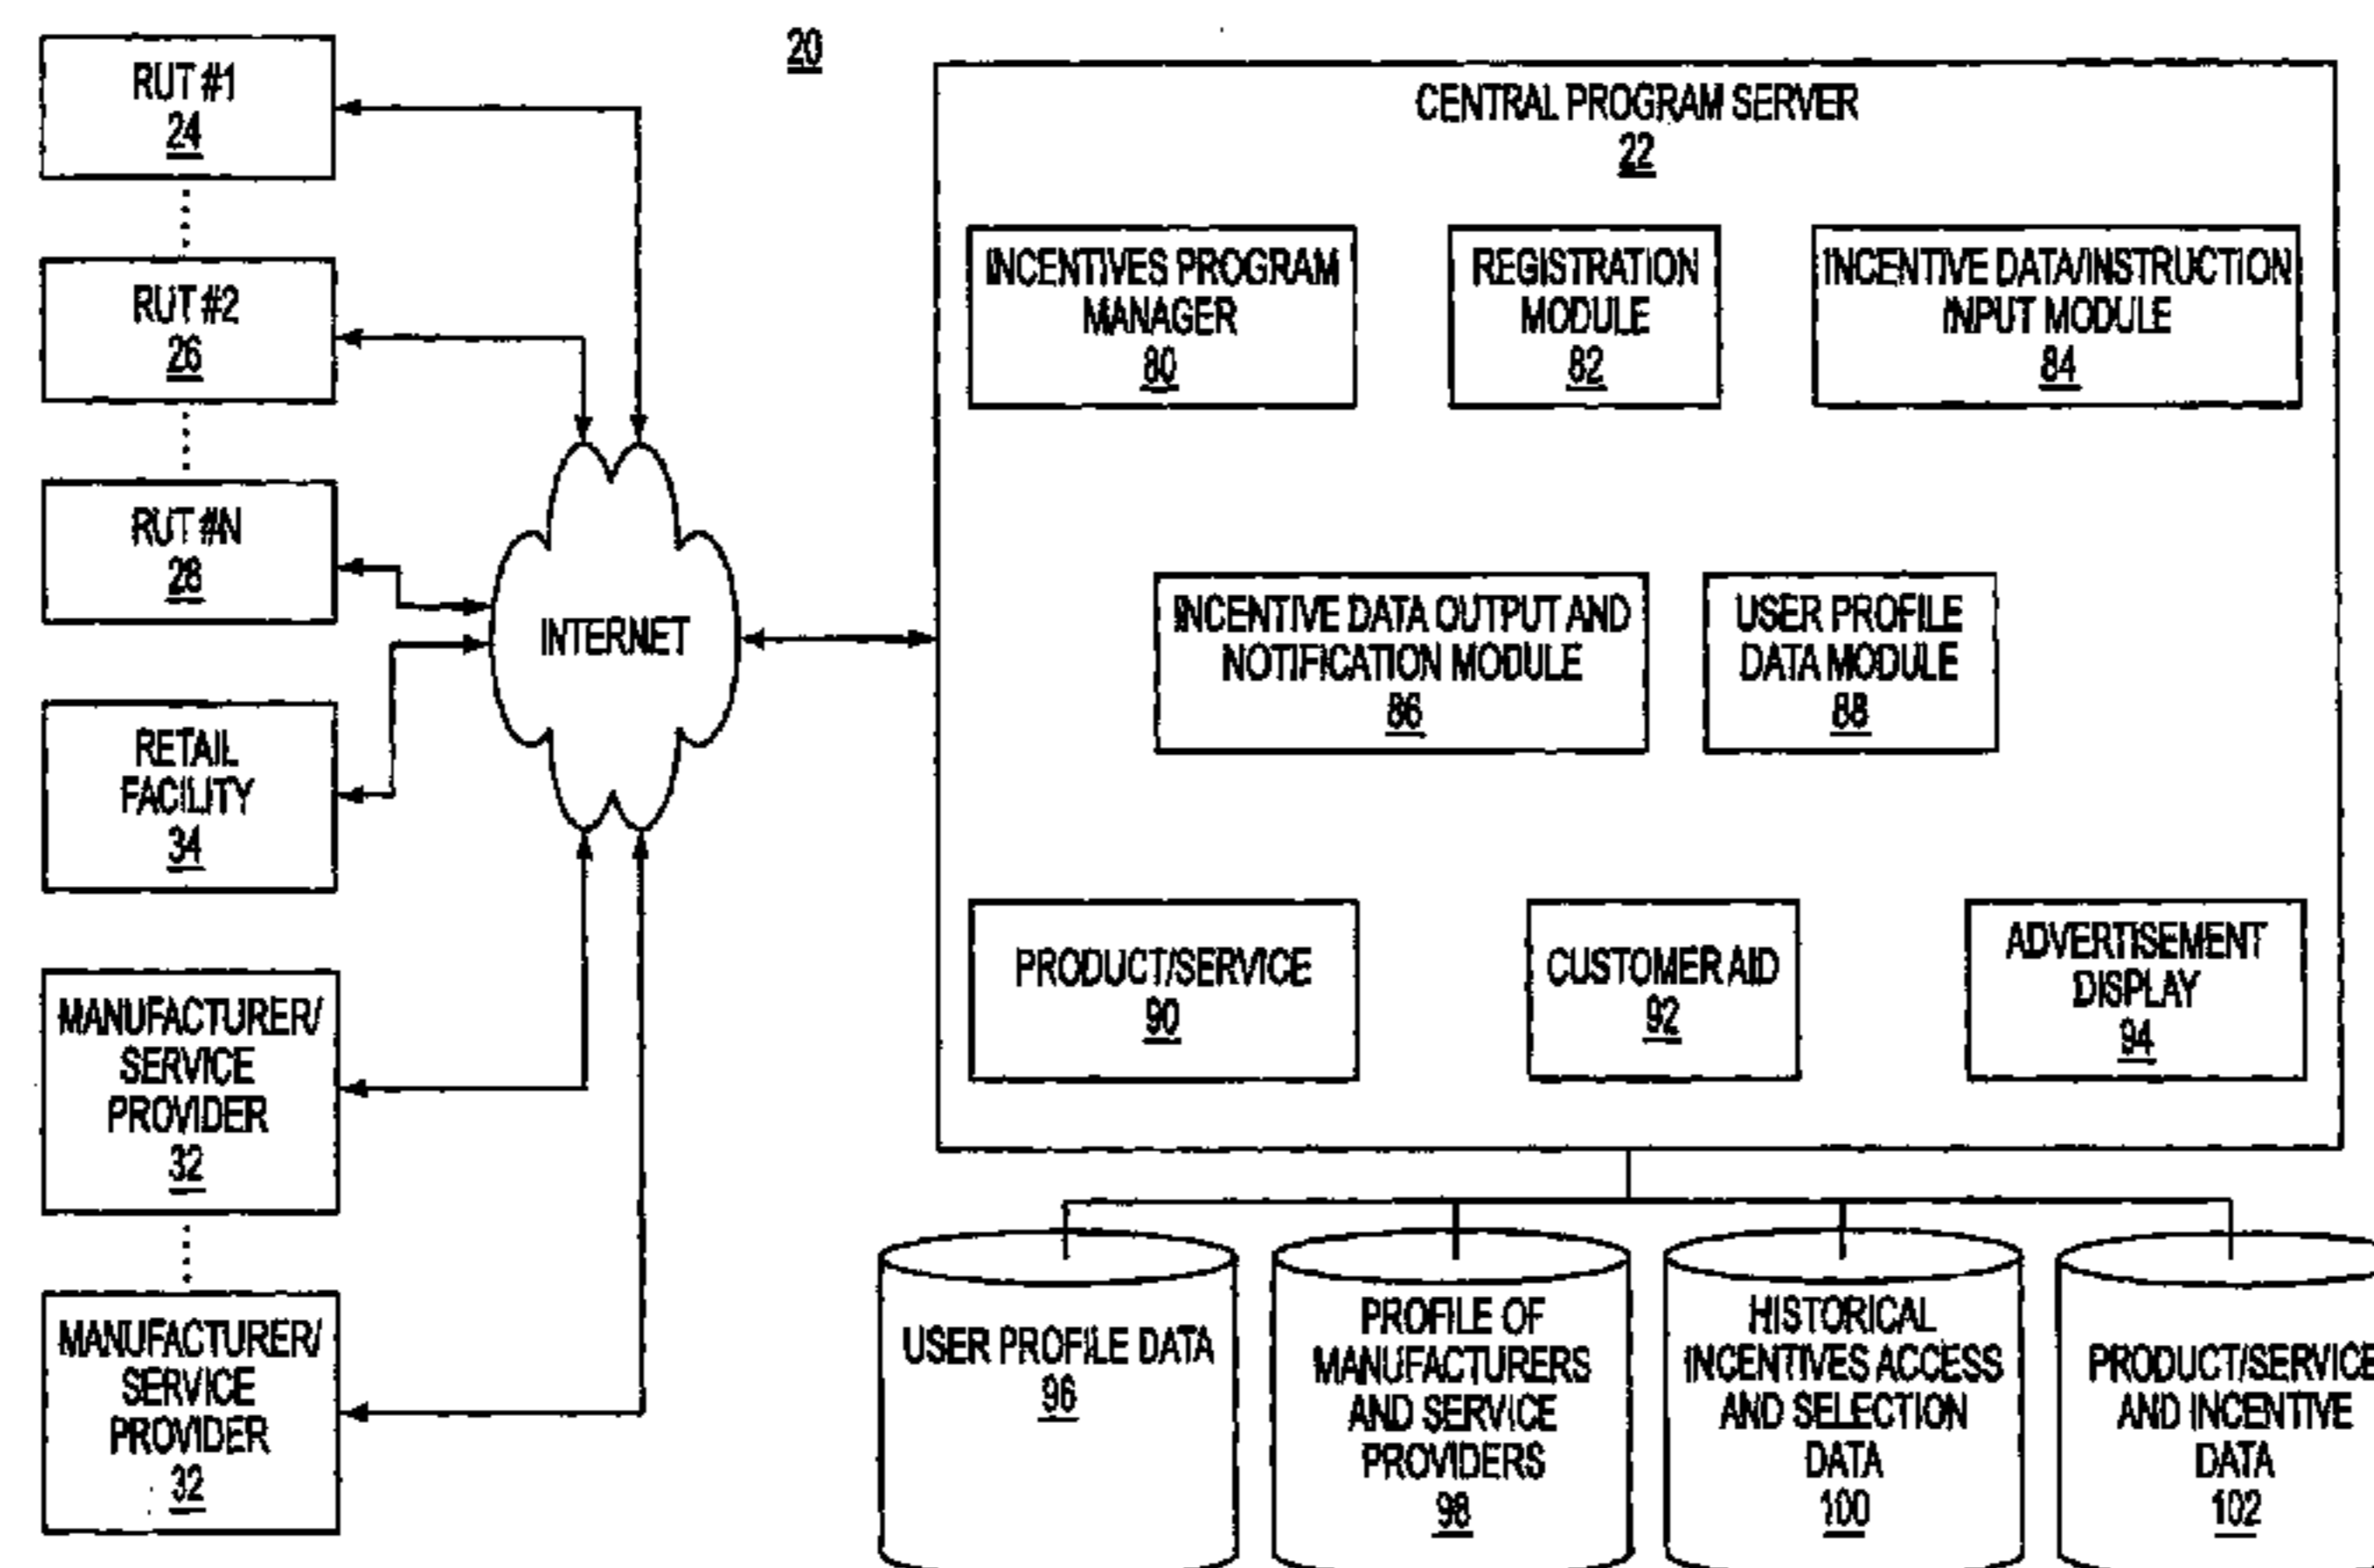 20
RUT #1
24
RUT #2
26
RUT #N
28
RETAIL
FACILITY
34
MANUFACTURER/
SERVICE
PROVIDER
32
MANUFACTURER/
SERVICE
PROVIDER
32
INTERNET
CENTRAL PROGRAM SERVER
22
INCENTIVES PROGRAM
MANAGER
80
REGISTRATION
MODULE
82
INCENTIVE DATA/INSTRUCTION
INPUT MODULE
84
INCENTIVE DATA OUTPUT AND
NOTIFICATION MODULE
86
USER PROFILE
DATA MODULE
88
PRODUCT/SERVICE
90
CUSTOMER AID
92
ADVERTISEMENT
DISPLAY
94
USER PROFILE DATA
96
PROFILE OF
MANUFACTURERS
AND SERVICE
PROVIDERS
98
HISTORICAL
INCENTIVES ACCESS
AND SELECTION
DATA
100
PRODUCT/SERVICE
AND INCENTIVE
DATA
102